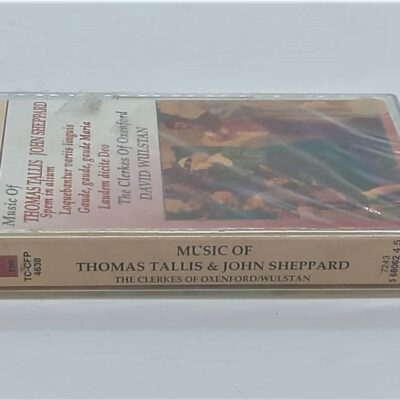 Music Of
THOMAS TALLIS JOHN SHEPPARD
Spem in alium
Loquebantur variis linguis
Gaude, gaude, gaude Maria
Laudem dicite Deo
The Clerkes Of Oxenford
DAVID WULSTAN
EMI
TC-CFP
4638
MUSIC OF
THOMAS TALLIS & JOHN SHEPPARD
THE CLERKES OF OXENFORD/WULSTAN
7243
5 68062 4 5